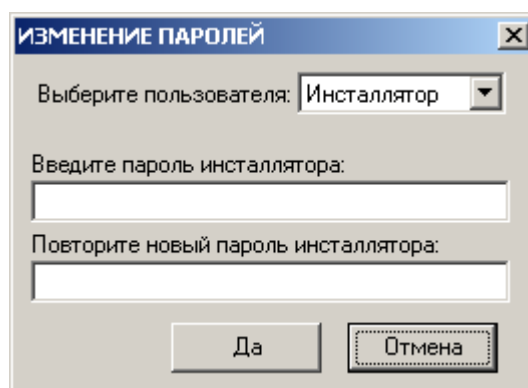 ИЗМЕНЕНИЕ ПАРОЛЕЙ
Выберите пользователя: Инсталлятор
Введите пароль инсталлятора:
Повторите новый пароль инсталлятора:
Да Отмена